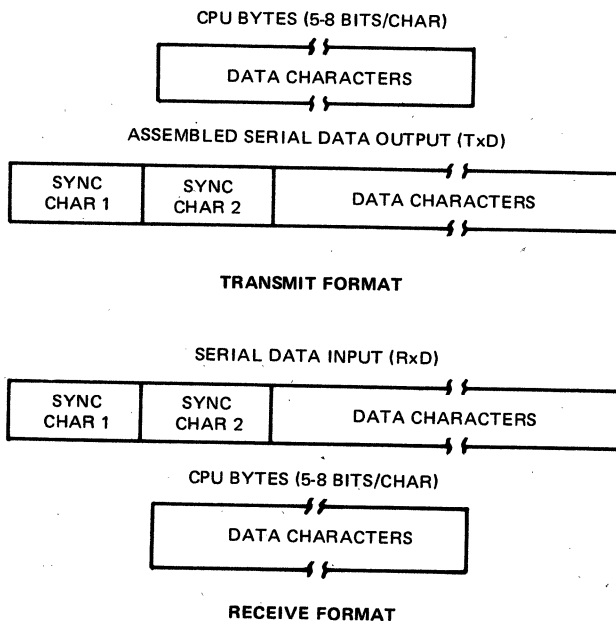 CPU BYTES (5-8 BITS/CHAR)
DATA CHARACTERS
ASSEMBLED SERIAL DATA OUTPUT (TxD)
SYNC CHAR 1
SYNC CHAR 2
DATA CHARACTERS
TRANSMIT FORMAT
SERIAL DATA INPUT (RxD)
SYNC CHAR 1
SYNC CHAR 2
DATA CHARACTERS
CPU BYTES (5-8 BITS/CHAR)
DATA CHARACTERS
RECEIVE FORMAT